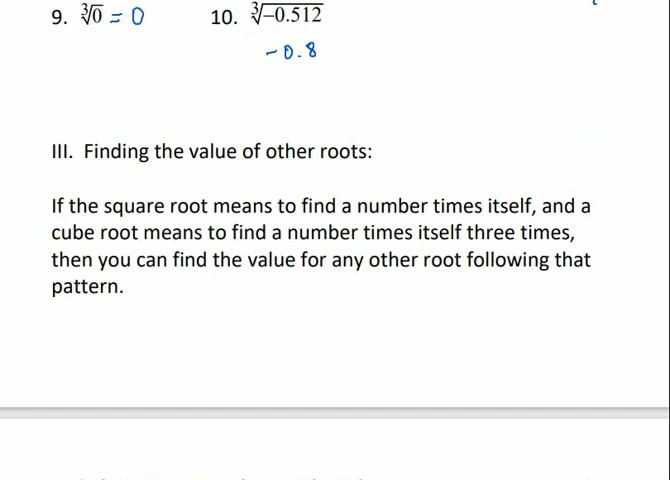 9. ∛0 = 0 10. ∛-0.512
-0.8
III. Finding the value of other roots:
If the square root means to find a number times itself, and a
cube root means to find a number times itself three times,
then you can find the value for any other root following that
pattern.